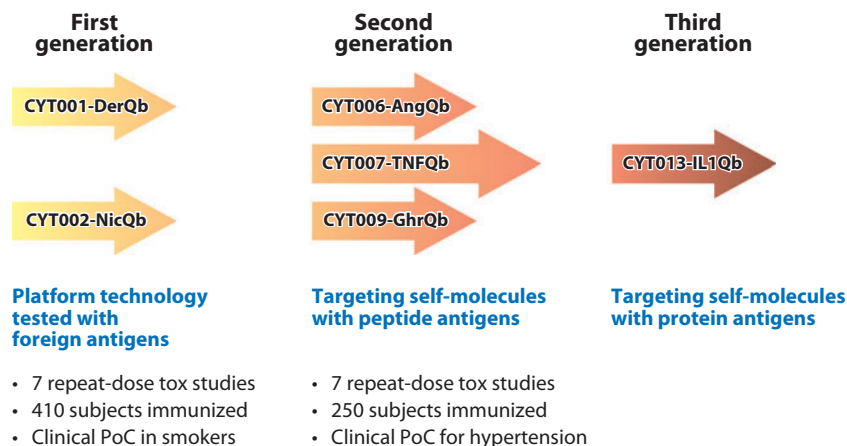 First
generation
CYT001-DerQb
CYT002-NicQb
Platform technology
tested with
foreign antigens
• 7 repeat-dose tox studies
• 410 subjects immunized
• Clinical PoC in smokers
Second
generation
CYT006-AngQb
CYT007-TNFQb
CYT009-GhrQb
Targeting self-molecules
with peptide antigens
• 7 repeat-dose tox studies
• 250 subjects immunized
• Clinical PoC for hypertension
Third
generation
CYT013-IL1Qb
Targeting self-molecules
with protein antigens